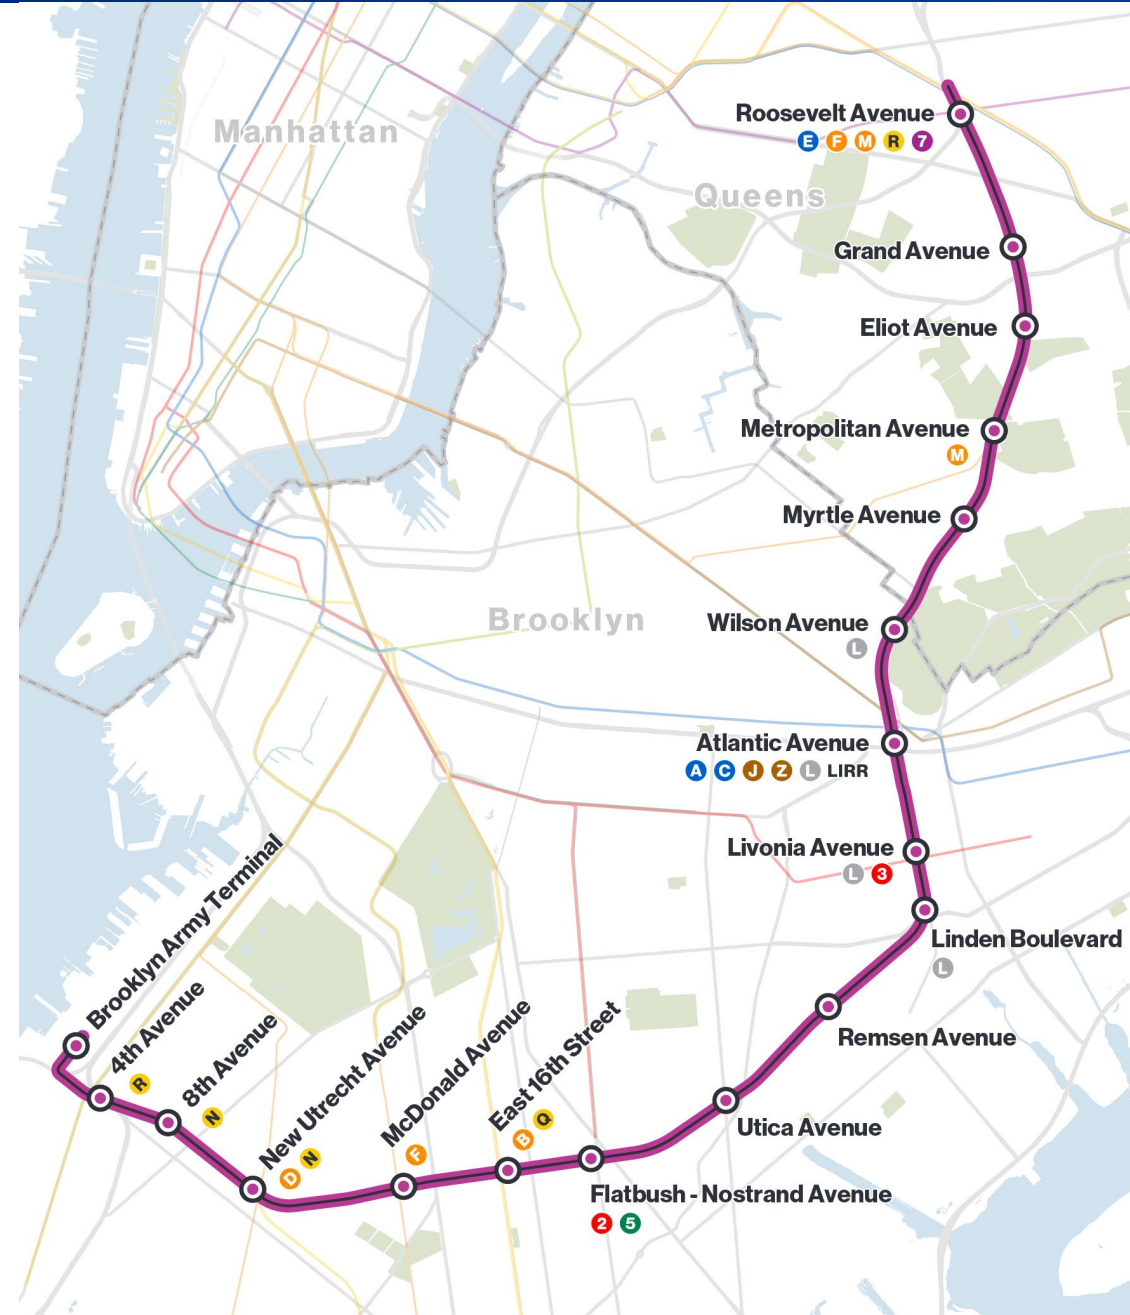 Manhattan
Roosevelt Avenue
E F M R 7
Queens
Grand Avenue
Eliot Avenue
Metropolitan Avenue
M
Myrtle Avenue
Brooklyn
Wilson Avenue
L
Atlantic Avenue
A C J Z L LIRR
Livonia Avenue
L 3
Linden Boulevard
L
Remsen Avenue
Utica Avenue
Flatbush - Nostrand Avenue
2 5
East 16th Street
B Q
McDonald Avenue
F
New Utrecht Avenue
D N
8th Avenue
N
4th Avenue
R
Brooklyn Army Terminal